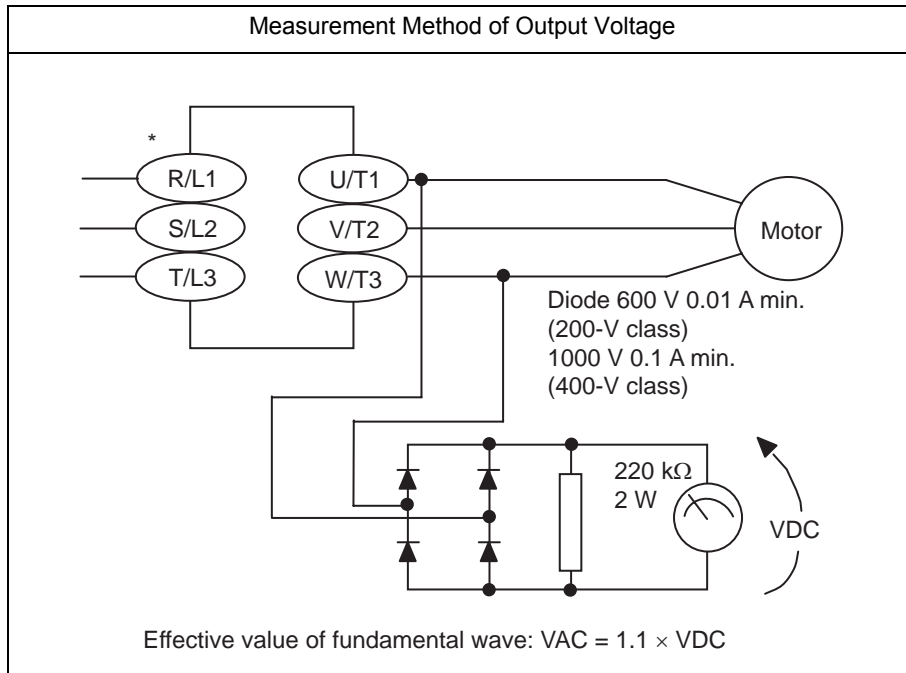 Measurement Method of Output Voltage
*
R/L1
U/T1
S/L2
V/T2
Motor
T/L3
W/T3
Diode 600 V 0.01 A min.
(200-V class)
1000 V 0.1 A min.
(400-V class)
220 kΩ
2 W
VDC
Effective value of fundamental wave: VAC = 1.1 × VDC